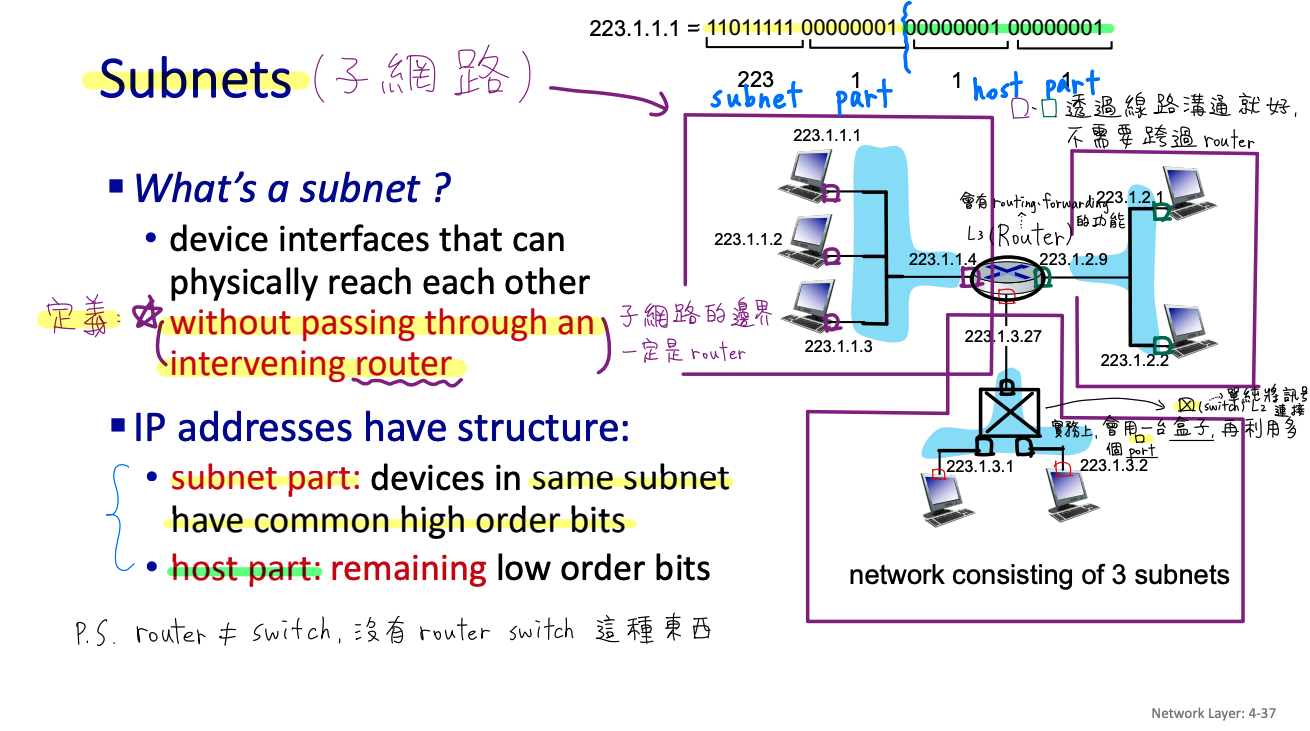 223.1.1.1 = 11011111 00000001 00000001 00000001
223 1 1 1
subnet part host part
Subnets (子網路)
□、□ 透過線路溝通就好,
不需要跨過 router
What's a subnet ?
• device interfaces that can
physically reach each other
定義: ☆ without passing through an
intervening router
子網路的邊界
一定是 router
IP addresses have structure:
• subnet part: devices in same subnet
have common high order bits
• host part: remaining low order bits
P.S. router ≠ switch, 沒有 router switch 這種東西
223.1.1.1
223.1.1.2
223.1.1.3
223.1.1.4
會有 routing、forwarding
的功能
L3 (Router)
223.1.2.1
223.1.2.9
223.1.2.2
223.1.3.27
單純將訊號
連接
(switch) L2
實務上, 會用一台盒子, 再利用多
個 port
223.1.3.1
223.1.3.2
network consisting of 3 subnets
Network Layer: 4-37